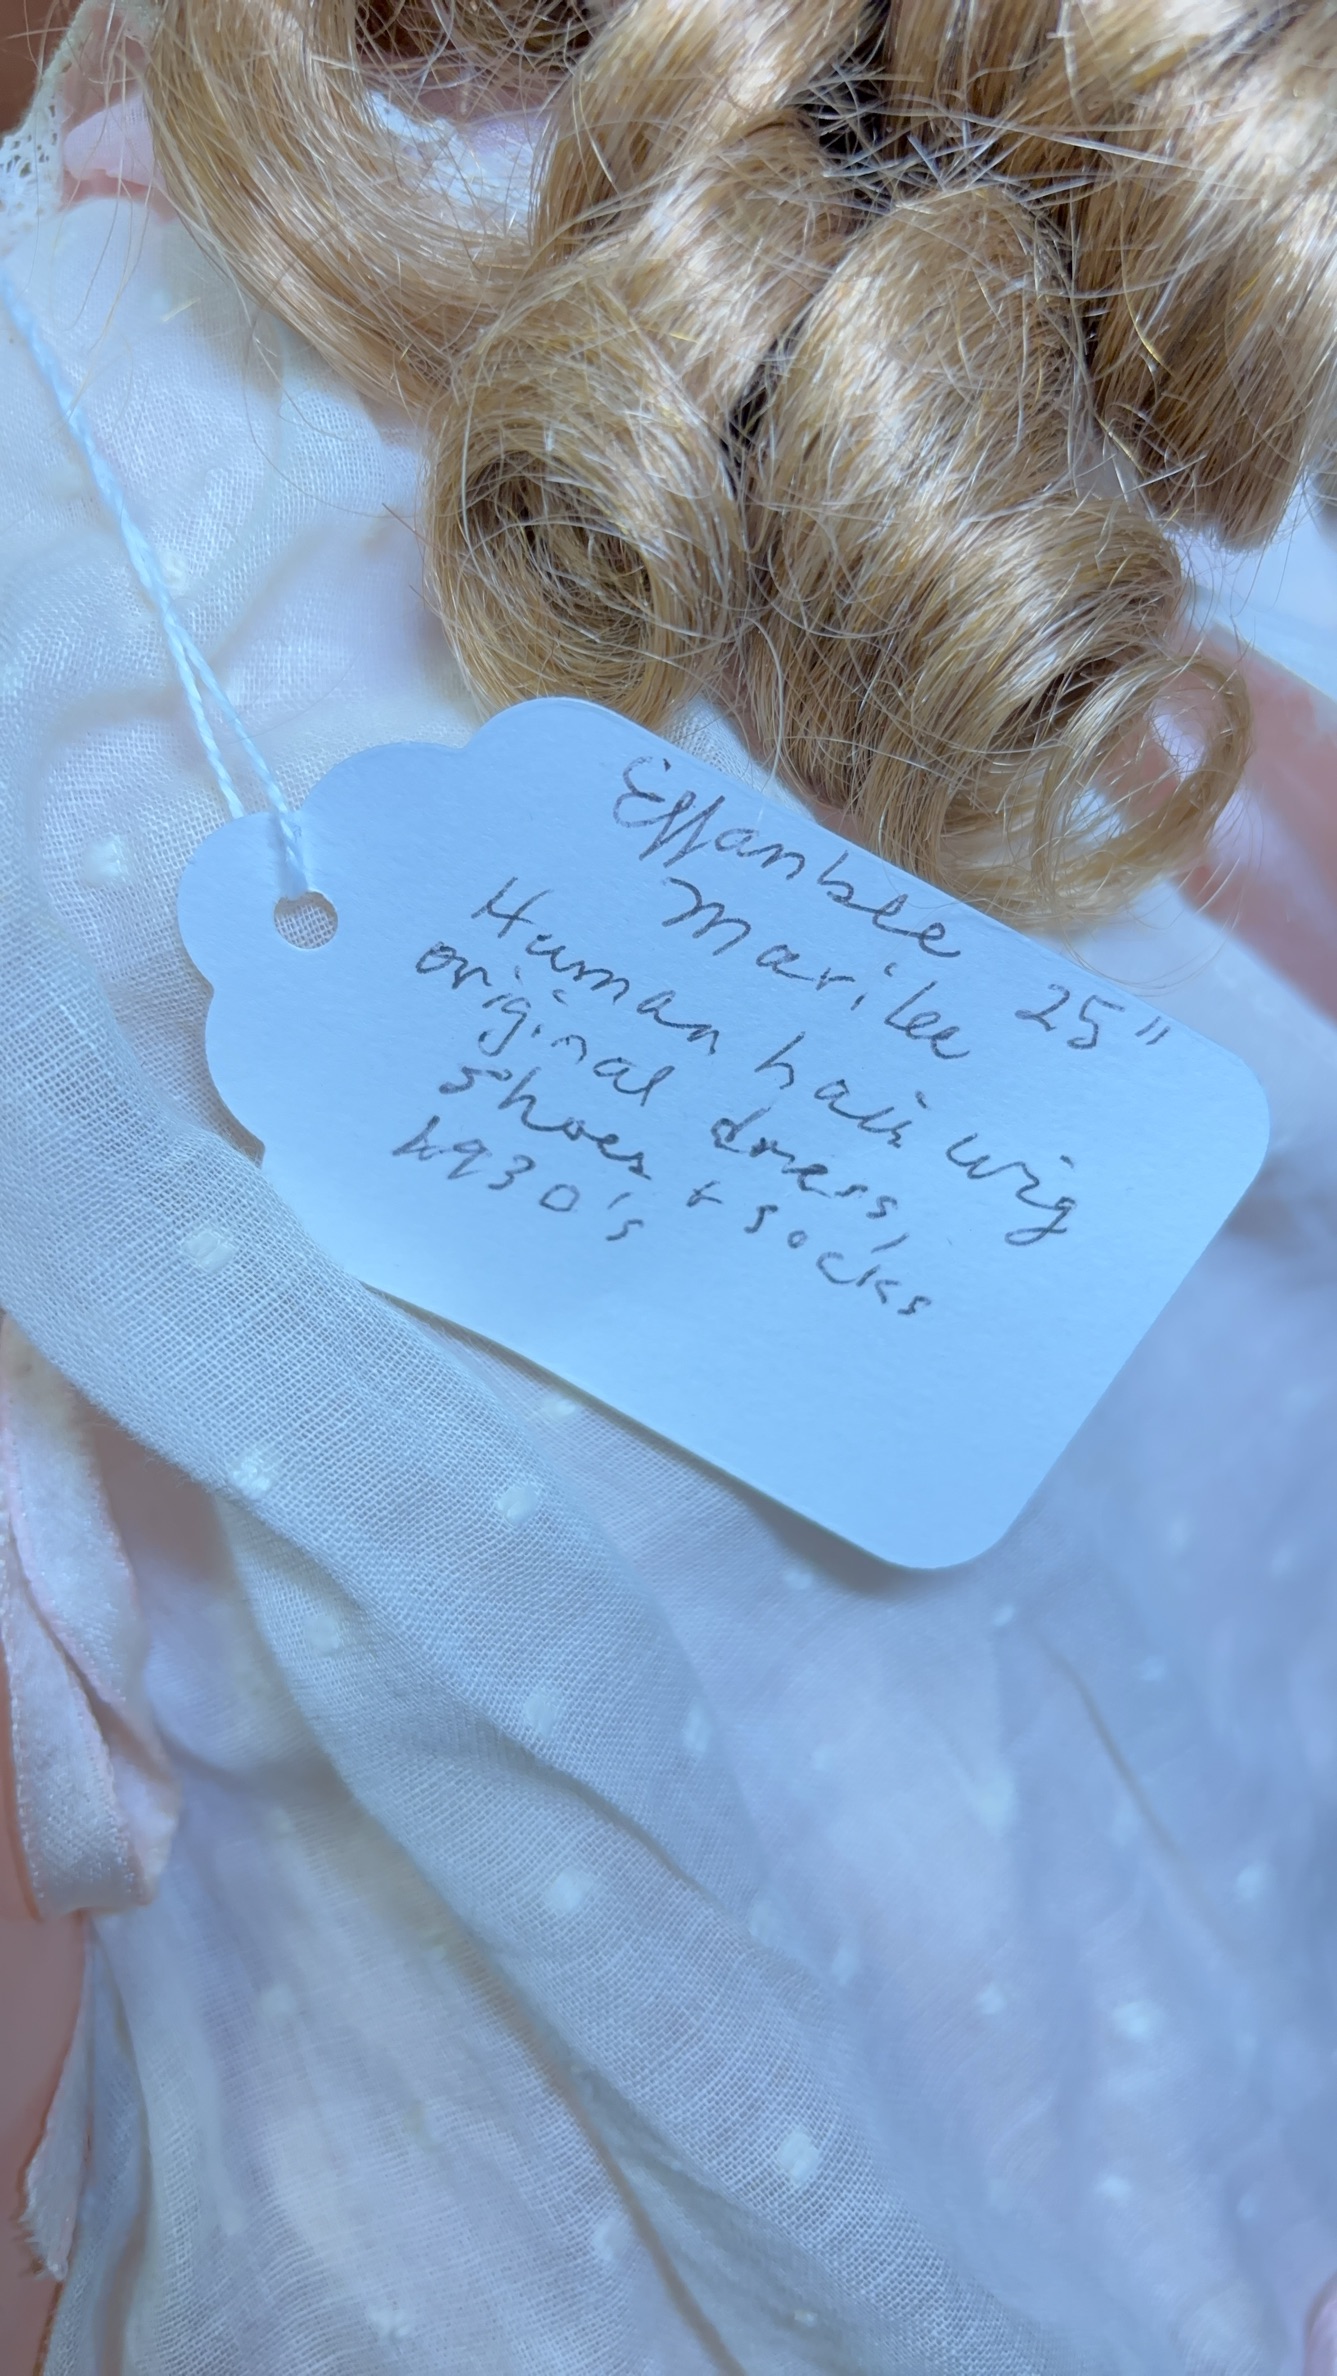 Effanbee
Marilee 25"
Human hair wig
original dress,
shoes + socks
1930's